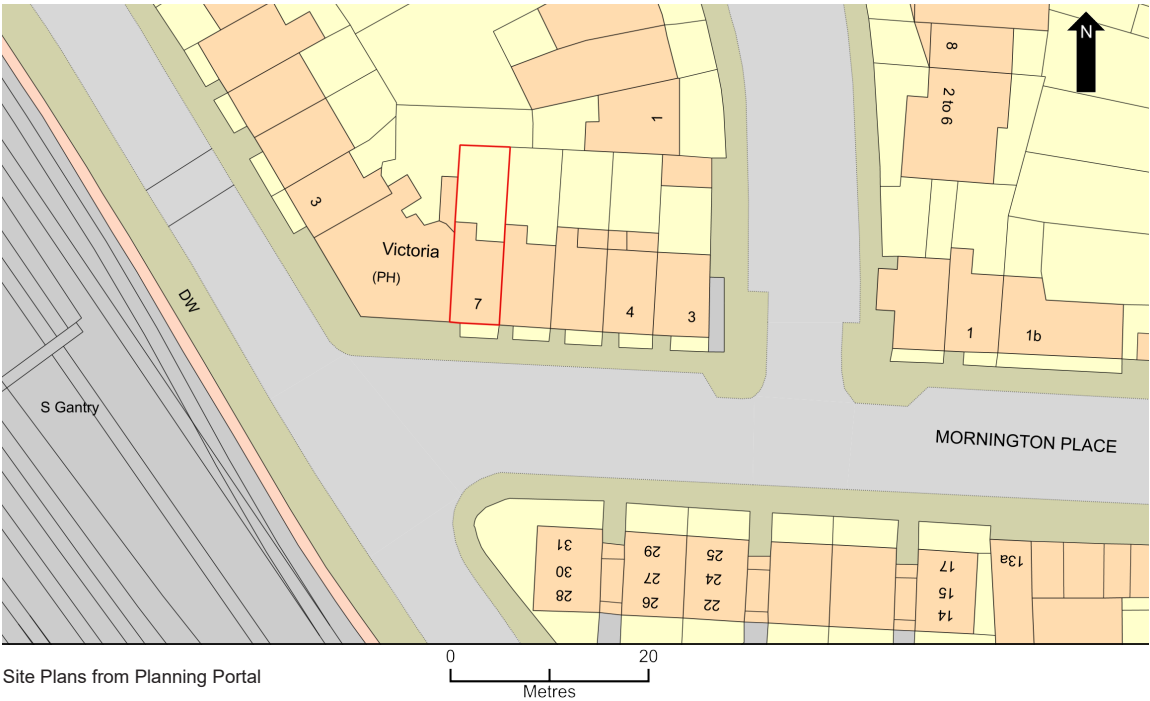 N
8
2 to 6
1
3
Victoria
(PH)
7
4
3
DW
1
1b
S Gantry
MORNINGTON PLACE
31
30
28
29
27
26
25
24
22
17
15
14
13a
0 20
Metres
Site Plans from Planning Portal